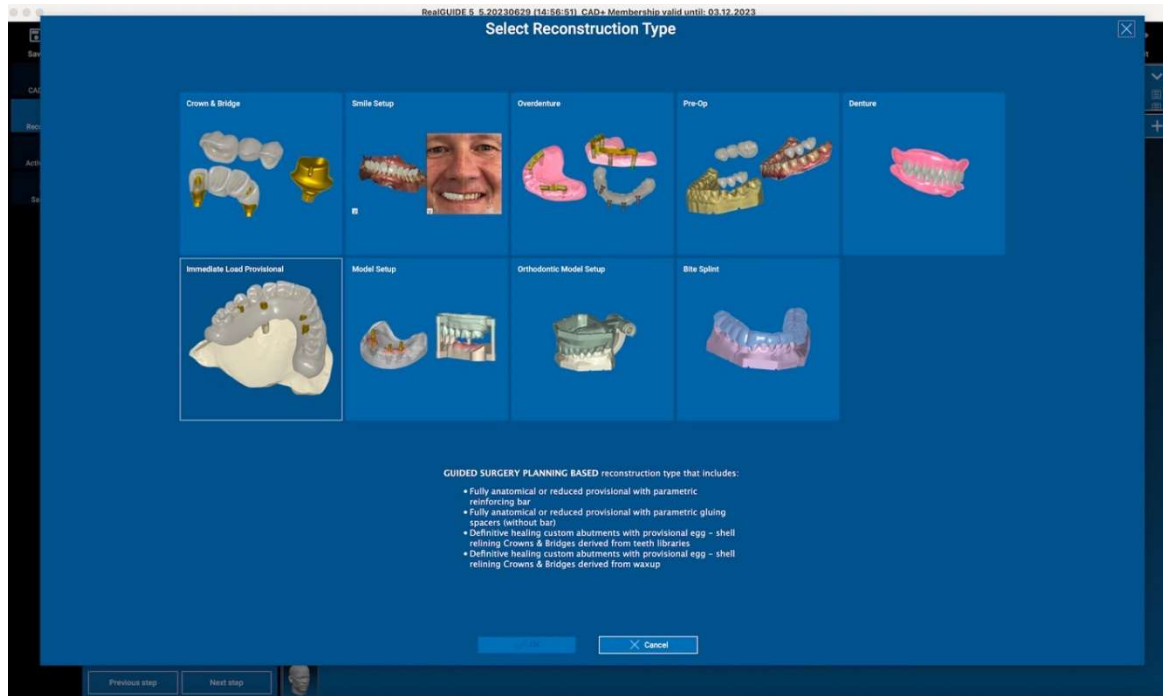 RealGUIDE 5 5.20230629 (14:56:51) CAD+ Membership valid until: 03.12.2023
Select Reconstruction Type
Crown & Bridge
Smile Setup
Overdenture
Pre-Op
Denture
Immediate Load Provisional
Model Setup
Orthodontic Model Setup
Bite Splint
GUIDED SURGERY PLANNING BASED reconstruction type that includes:
• Fully anatomical or reduced provisional with parametric
reinforcing bar
• Fully anatomical or reduced provisional with parametric gluing
spacers (without bar)
• Definitive healing custom abutments with provisional egg - shell
relining Crowns & Bridges derived from teeth libraries
• Definitive healing custom abutments with provisional egg - shell
relining Crowns & Bridges derived from waxup
Cancel
Previous step
Next step